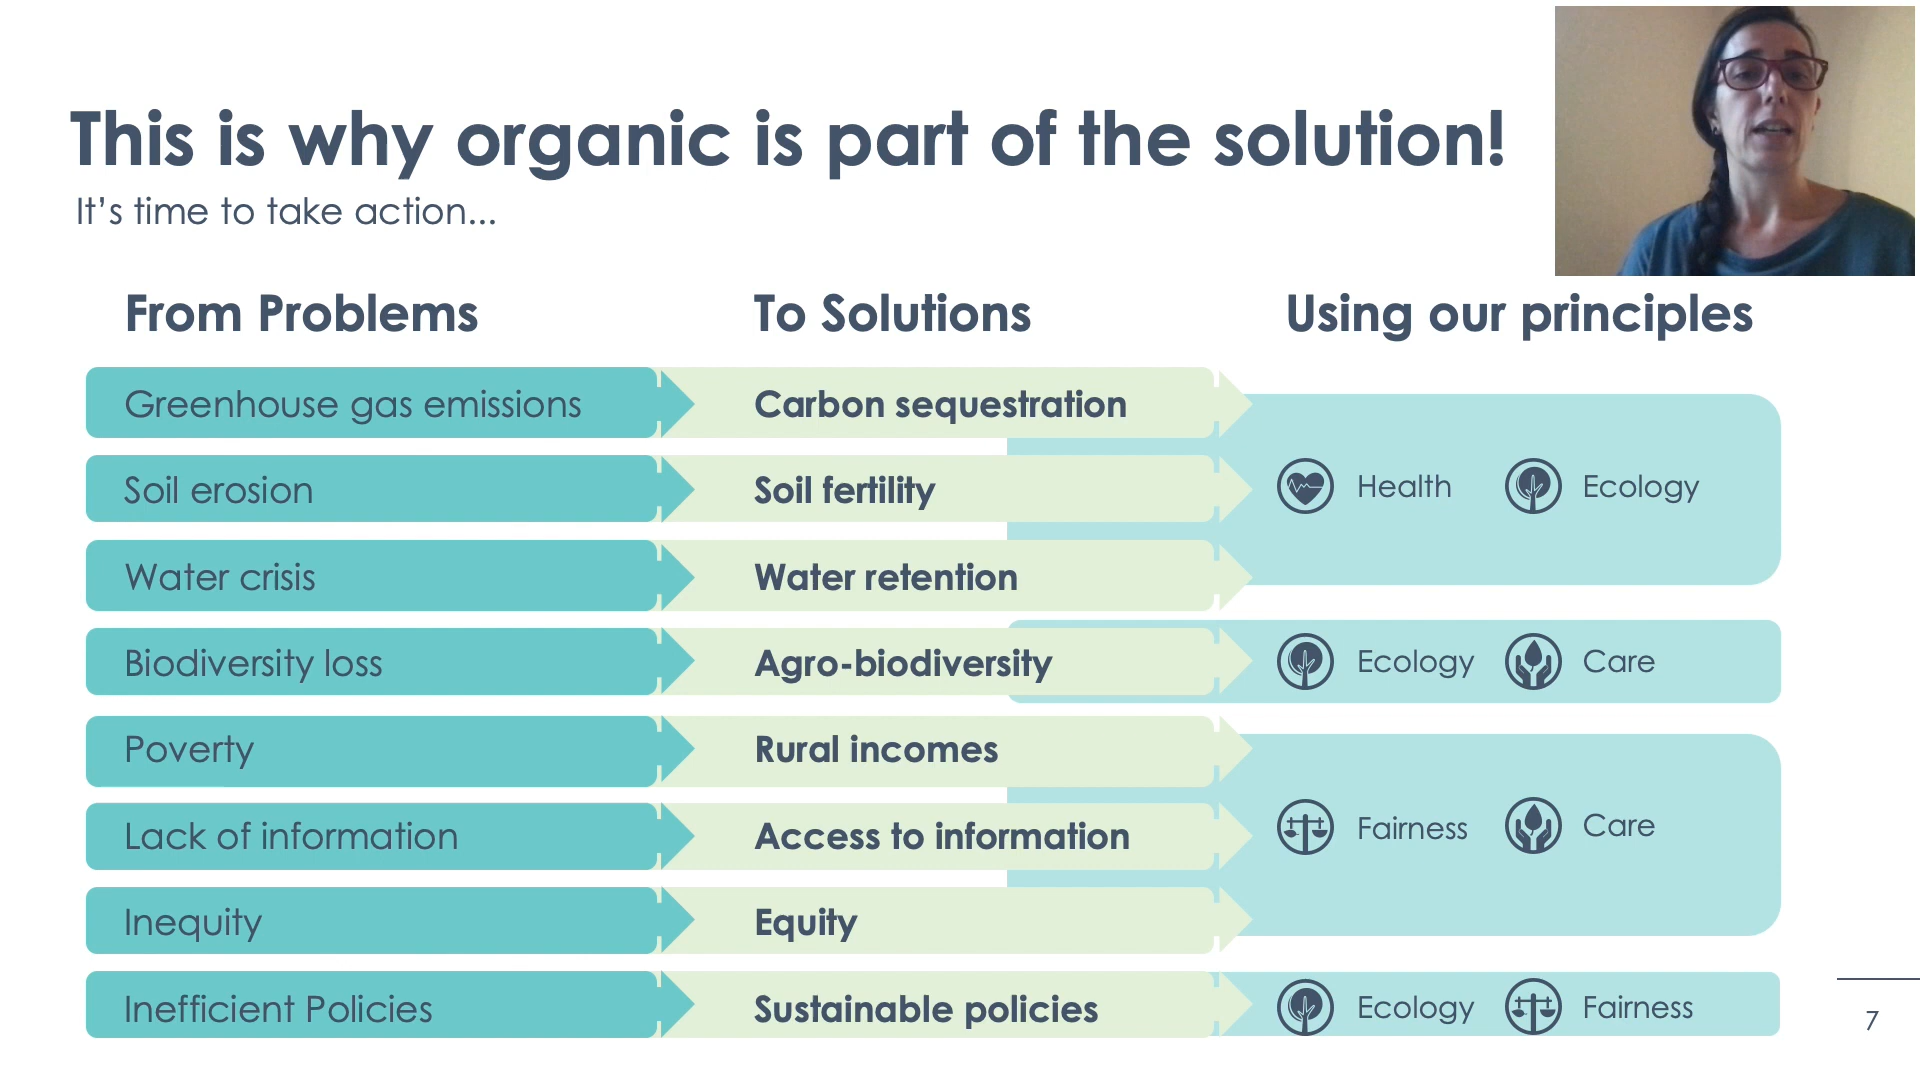 This is why organic is part of the solution!
It's time to take action...
From Problems
To Solutions
Using our principles
Greenhouse gas emissions
Carbon sequestration
Soil erosion
Soil fertility
Health
Ecology
Water crisis
Water retention
Biodiversity loss
Agro-biodiversity
Ecology
Care
Poverty
Rural incomes
Lack of information
Access to information
Fairness
Care
Inequity
Equity
Inefficient Policies
Sustainable policies
Ecology
Fairness
7